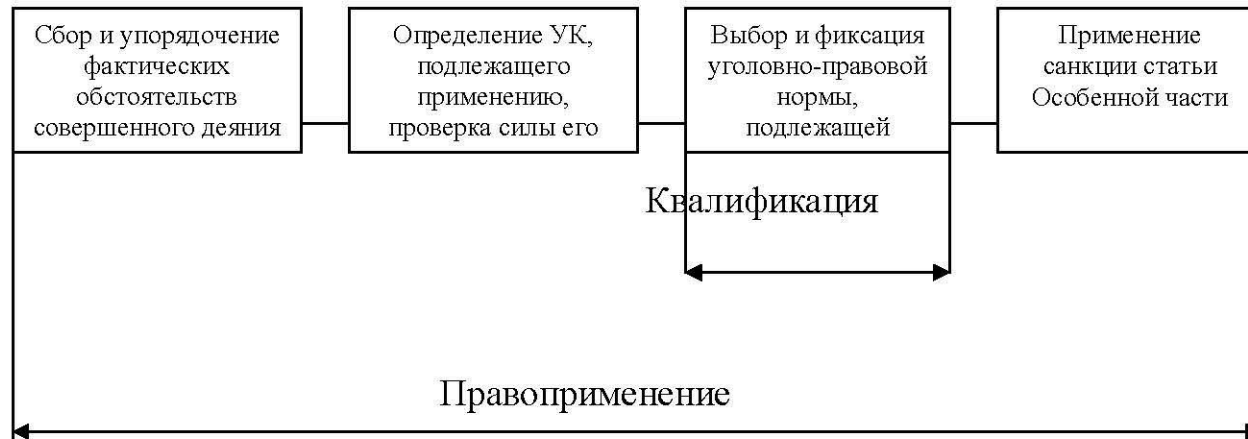 Сбор и упорядочение
фактических
обстоятельств
совершенного деяния
Определение УК,
подлежащего
применению,
проверка силы его
Выбор и фиксация
уголовно-правовой
нормы,
подлежащей
Применение
санкции статьи
Особенной части
Квалификация
Правоприменение